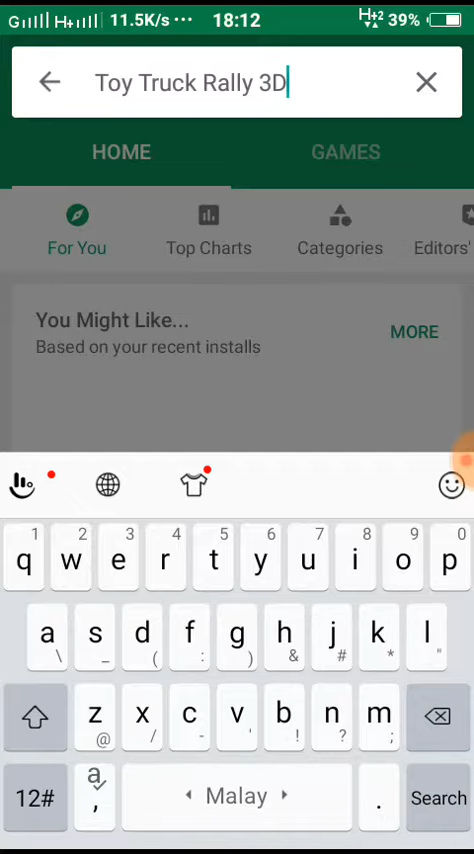 G H+ 11.5K/s ··· 18:12 H+2 39%
Toy Truck Rally 3D
HOME GAMES
For You Top Charts Categories Editors'
You Might Like...
MORE
Based on your recent installs
1 2 3 4 5 6 7 8 9 0
q w e r t y u i o p
a s d f g h j k l
\ _ ( : ) & # * "
z x c v b n m
@ / - ' ! ? ;
12# a , Malay . Search